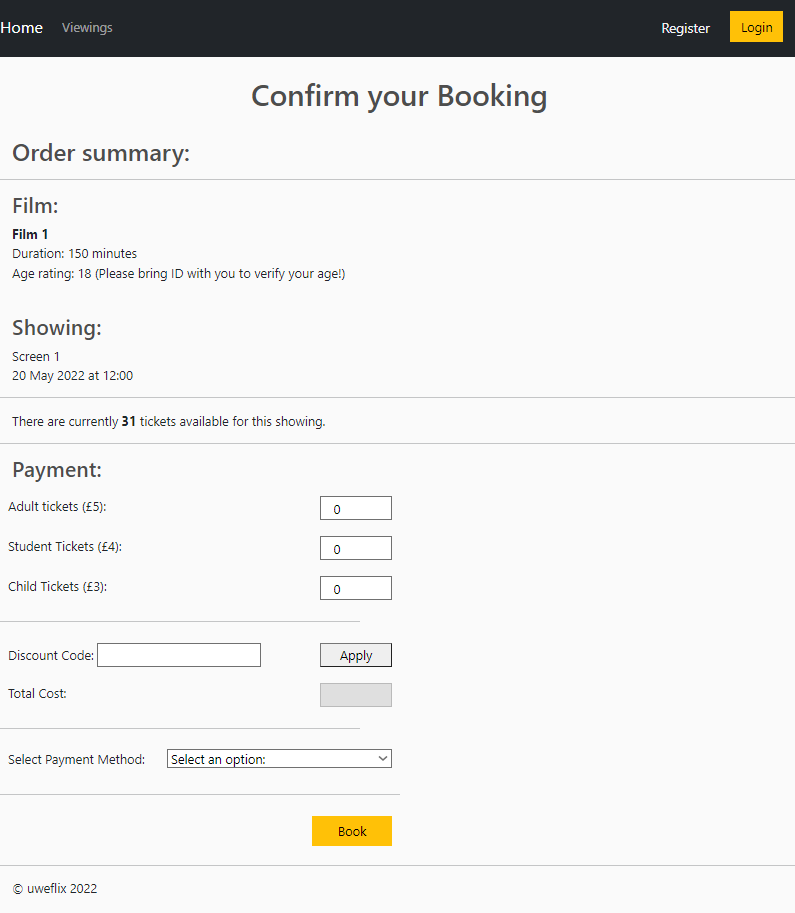 Home Viewings Register Login
Confirm your Booking
Order summary:
Film:
Film 1
Duration: 150 minutes
Age rating: 18 (Please bring ID with you to verify your age!)
Showing:
Screen 1
20 May 2022 at 12:00
There are currently 31 tickets available for this showing.
Payment:
Adult tickets (£5): 0
Student Tickets (£4): 0
Child Tickets (£3): 0
Discount Code: Apply
Total Cost:
Select Payment Method: Select an option:
Book
© uweflix 2022